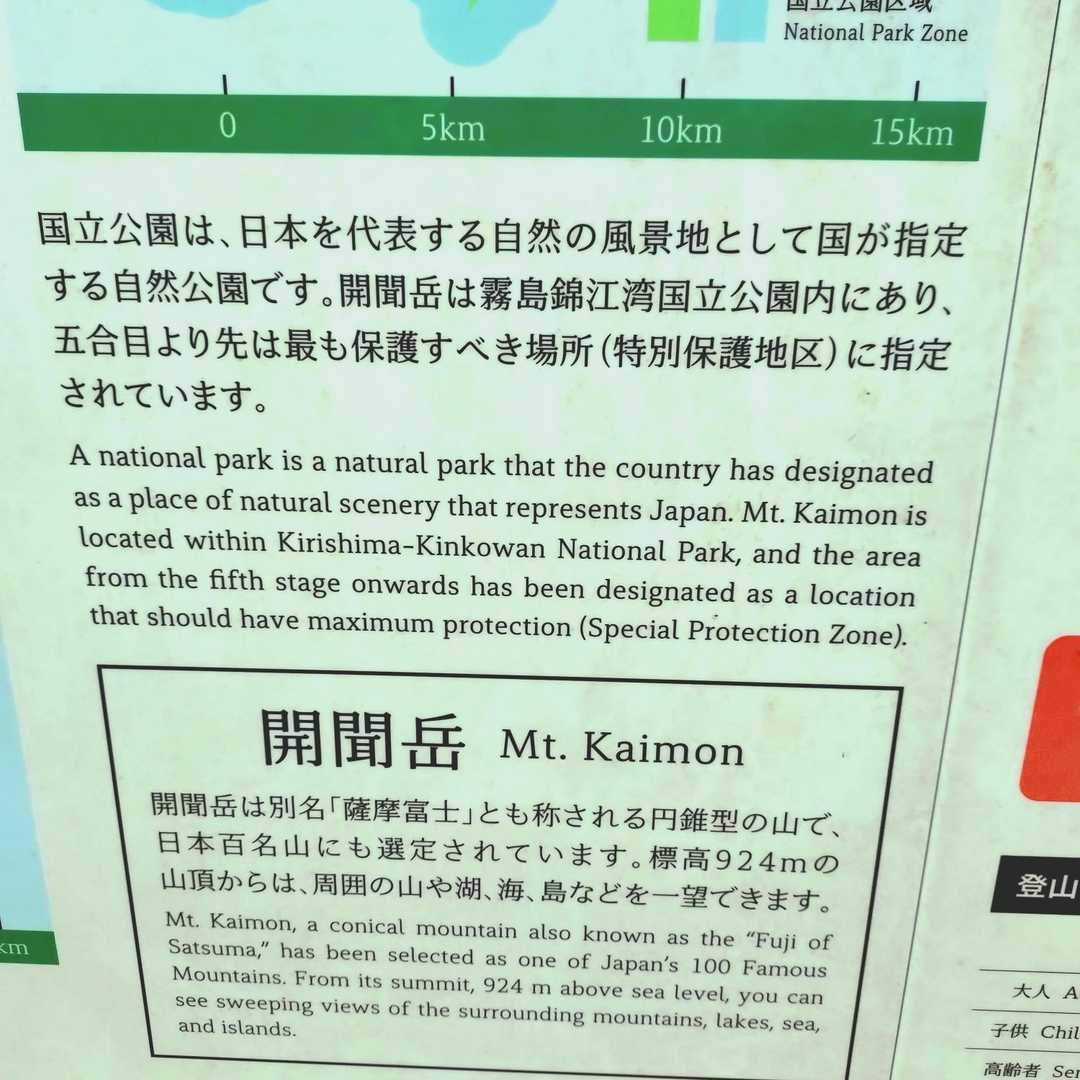 国立公園区域
National Park Zone
0 5km 10km 15km
国立公園は、日本を代表する自然の風景地として国が指定
する自然公園です。開聞岳は霧島錦江湾国立公園内にあり、
五合目より先は最も保護すべき場所(特別保護地区)に指定
されています。
A national park is a natural park that the country has designated
as a place of natural scenery that represents Japan. Mt. Kaimon is
located within Kirishima-Kinkowan National Park, and the area
from the fifth stage onwards has been designated as a location
that should have maximum protection (Special Protection Zone).
開聞岳 Mt. Kaimon
開聞岳は別名「薩摩富士」とも称される円錐型の山で、
日本百名山にも選定されています。標高924mの
山頂からは、周囲の山や湖、海、島などを一望できます。
Mt. Kaimon, a conical mountain also known as the “Fuji of
Satsuma,” has been selected as one of Japan’s 100 Famous
Mountains. From its summit, 924 m above sea level, you can
see sweeping views of the surrounding mountains, lakes, sea,
and islands.
km
登山
大人 A
子供 Chil
高齢者 Sen